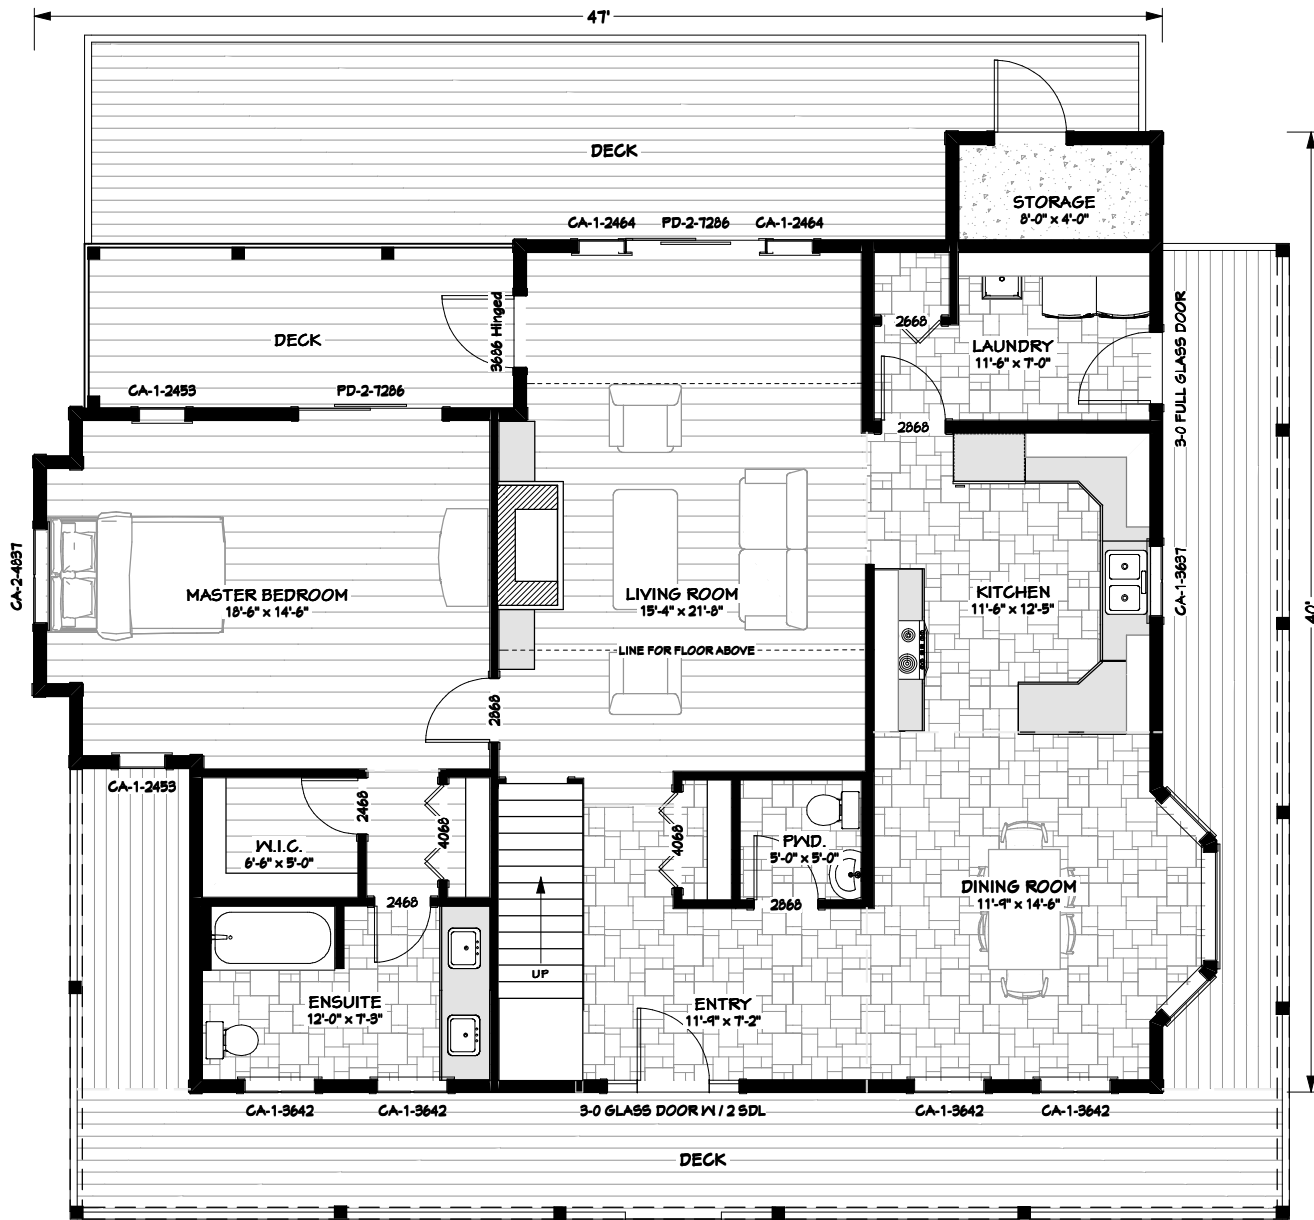 47'
DECK
STORAGE
8'-0" x 4'-0"
CA-1-2464
PD-2-7286
CA-1-2464
3686 Hinged
DECK
2668
LAUNDRY
11'-6" x 7'-0"
3-0 FULL GLASS DOOR
CA-1-2453
PD-2-7286
2868
CA-2-4837
MASTER BEDROOM
18'-6" x 14'-6"
LIVING ROOM
15'-4" x 21'-8"
KITCHEN
11'-6" x 12'-5"
CA-1-3637
40'
LINE FOR FLOOR ABOVE
2868
CA-1-2453
2468
4068
4068
W.I.C.
6'-6" x 5'-0"
PWD.
5'-0" x 5'-0"
2468
2868
DINING ROOM
11'-9" x 14'-6"
UP
ENSUITE
12'-0" x 7'-3"
ENTRY
11'-9" x 7'-2"
CA-1-3642
CA-1-3642
3-0 GLASS DOOR W / 2 SDL
CA-1-3642
CA-1-3642
DECK